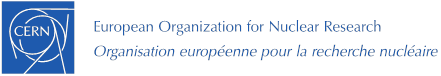 CERN
European Organization for Nuclear Research
Organisation européenne pour la recherche nucléaire